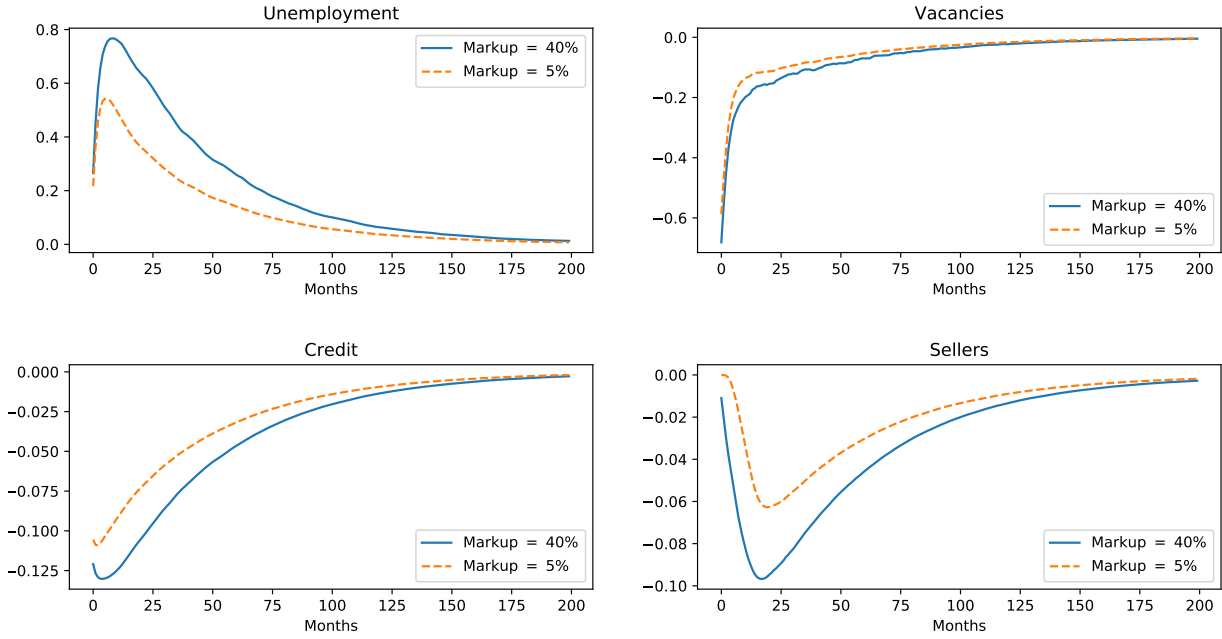 Unemployment
0.8
0.6
0.4
0.2
0.0
Markup = 40%
Markup = 5%
0 25 50 75 100 125 150 175 200
Months
Vacancies
0.0
−0.2
−0.4
−0.6
Markup = 40%
Markup = 5%
0 25 50 75 100 125 150 175 200
Months
Credit
0.000
−0.025
−0.050
−0.075
−0.100
−0.125
Markup = 40%
Markup = 5%
0 25 50 75 100 125 150 175 200
Months
Sellers
0.00
−0.02
−0.04
−0.06
−0.08
−0.10
Markup = 40%
Markup = 5%
0 25 50 75 100 125 150 175 200
Months